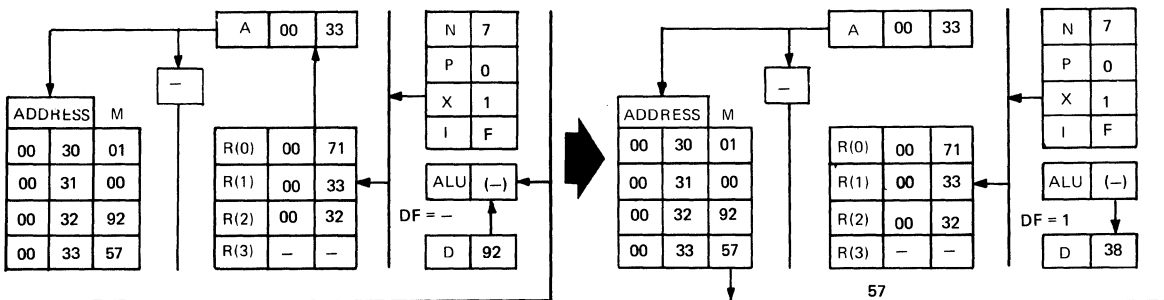 A 00 33
N 7
P 0
X 1
I F
–
ADDRESS M
00 30 01
00 31 00
00 32 92
00 33 57
R(0) 00 71
R(1) 00 33
R(2) 00 32
R(3) – –
ALU (–)
DF = –
D 92
A 00 33
N 7
P 0
X 1
I F
–
ADDRESS M
00 30 01
00 31 00
00 32 92
00 33 57
R(0) 00 71
R(1) 00 33
R(2) 00 32
R(3) – –
ALU (–)
DF = 1
D 38
57